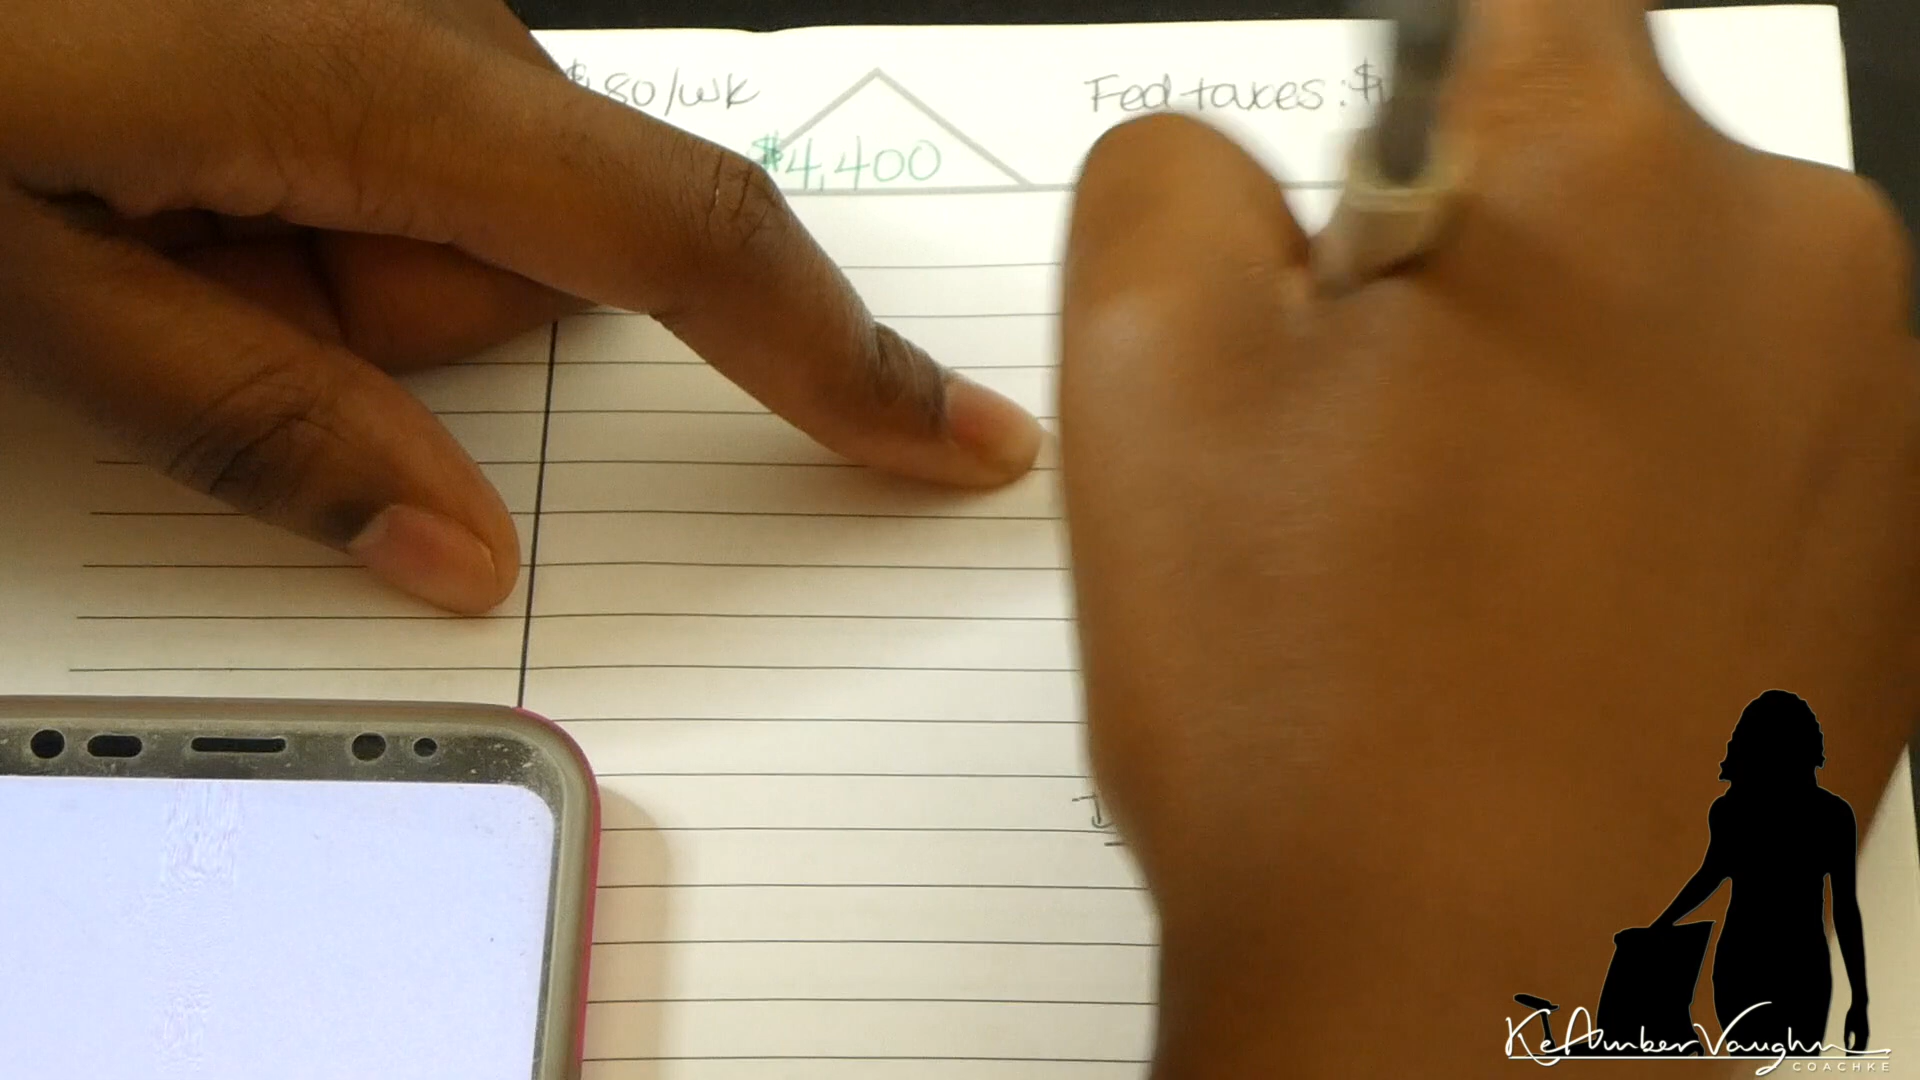 80/wk
Fed taxes: $
$4,400
KeAmber Vaughn
COACHKE